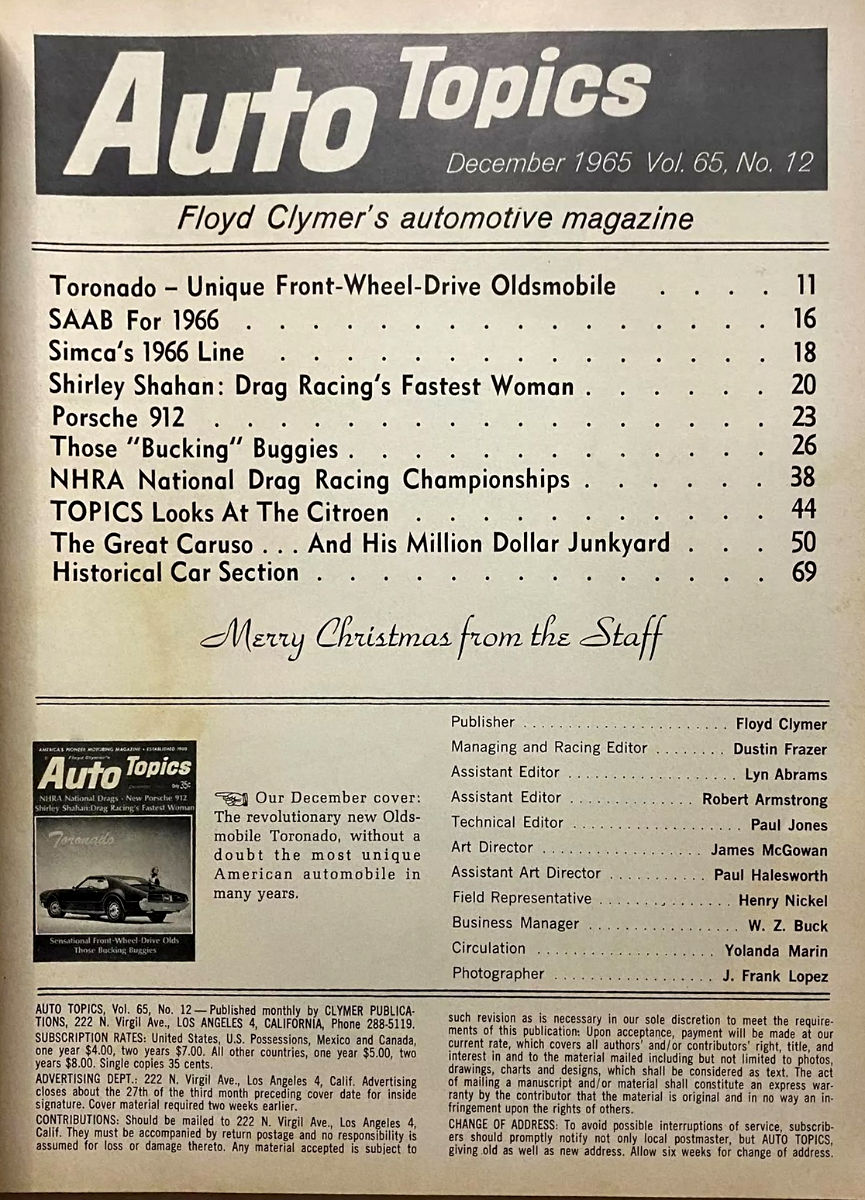 Auto Topics
December 1965 Vol. 65, No. 12
Floyd Clymer's automotive magazine
Toronado – Unique Front-Wheel-Drive Oldsmobile . . . . 11
SAAB For 1966 . . . . . . . . . . . . . . . . 16
Simca's 1966 Line . . . . . . . . . . . . . . . 18
Shirley Shahan: Drag Racing's Fastest Woman . . . . . . 20
Porsche 912 . . . . . . . . . . . . . . . . . 23
Those "Bucking" Buggies . . . . . . . . . . . . . 26
NHRA National Drag Racing Championships . . . . . . 38
TOPICS Looks At The Citroen . . . . . . . . . . . 44
The Great Caruso . . . And His Million Dollar Junkyard . . . 50
Historical Car Section . . . . . . . . . . . . . . 69
Merry Christmas from the Staff
AMERICA'S PIONEER MOTORING MAGAZINE • ESTABLISHED 1900
Floyd Clymer's
Auto Topics
Only 35c
NHRA National Drags • New Porsche 912
Shirley Shahan: Drag Racing's Fastest Woman
Toronado
Sensational Front-Wheel-Drive Olds
Those Bucking Buggies
Our December cover:
The revolutionary new Olds-
mobile Toronado, without a
doubt the most unique
American automobile in
many years.
Publisher . . . . . . . . . . . . . . . . . . . . . . . Floyd Clymer
Managing and Racing Editor . . . . . . . . Dustin Frazer
Assistant Editor . . . . . . . . . . . . . . . . . . Lyn Abrams
Assistant Editor . . . . . . . . . . . . . . Robert Armstrong
Technical Editor . . . . . . . . . . . . . . . . . . Paul Jones
Art Director . . . . . . . . . . . . . . . . . James McGowan
Assistant Art Director . . . . . . . . . . Paul Halesworth
Field Representative . . . . . . . . . . . . . . Henry Nickel
Business Manager . . . . . . . . . . . . . . . . W. Z. Buck
Circulation . . . . . . . . . . . . . . . . . . . Yolanda Marin
Photographer . . . . . . . . . . . . . . . . J. Frank Lopez
AUTO TOPICS, Vol. 65, No. 12 — Published monthly by CLYMER PUBLICA-
TIONS, 222 N. Virgil Ave., LOS ANGELES 4, CALIFORNIA, Phone 288-5119.
SUBSCRIPTION RATES: United States, U.S. Possessions, Mexico and Canada,
one year $4.00, two years $7.00. All other countries, one year $5.00, two
years $8.00. Single copies 35 cents.
ADVERTISING DEPT.: 222 N. Virgil Ave., Los Angeles 4, Calif. Advertising
closes about the 27th of the third month preceding cover date for inside
signature. Cover material required two weeks earlier.
CONTRIBUTIONS: Should be mailed to 222 N. Virgil Ave., Los Angeles 4,
Calif. They must be accompanied by return postage and no responsibility is
assumed for loss or damage thereto. Any material accepted is subject to
such revision as is necessary in our sole discretion to meet the require-
ments of this publication: Upon acceptance, payment will be made at our
current rate, which covers all authors' and/or contributors' right, title, and
interest in and to the material mailed including but not limited to photos,
drawings, charts and designs, which shall be considered as text. The act
of mailing a manuscript and/or material shall constitute an express war-
ranty by the contributor that the material is original and in no way an in-
fringement upon the rights of others.
CHANGE OF ADDRESS: To avoid possible interruptions of service, subscrib-
ers should promptly notify not only local postmaster, but AUTO TOPICS,
giving old as well as new address. Allow six weeks for change of address.